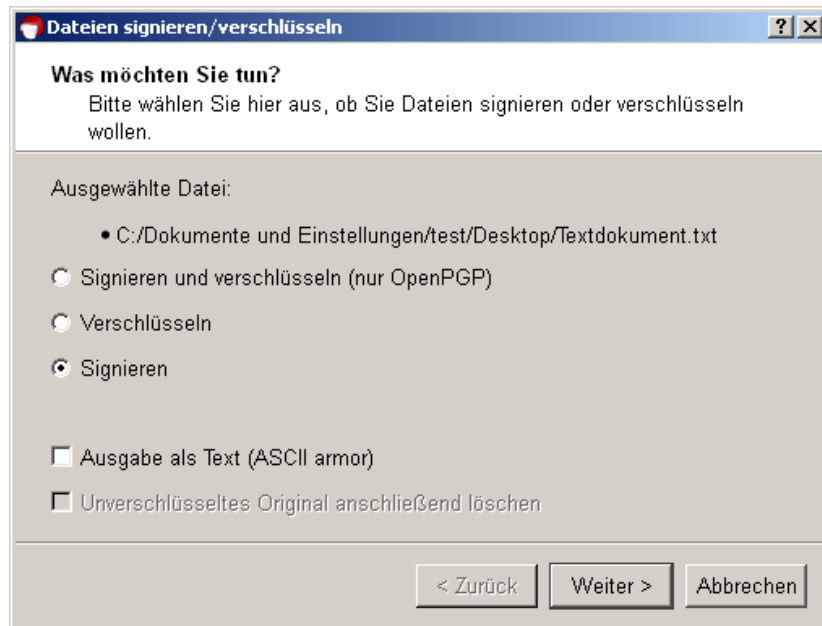 Dateien signieren/verschlüsseln
Was möchten Sie tun?
Bitte wählen Sie hier aus, ob Sie Dateien signieren oder verschlüsseln
wollen.
Ausgewählte Datei:
• C:/Dokumente und Einstellungen/test/Desktop/Textdokument.txt
Signieren und verschlüsseln (nur OpenPGP)
Verschlüsseln
Signieren
Ausgabe als Text (ASCII armor)
Unverschlüsseltes Original anschließend löschen
< Zurück Weiter > Abbrechen